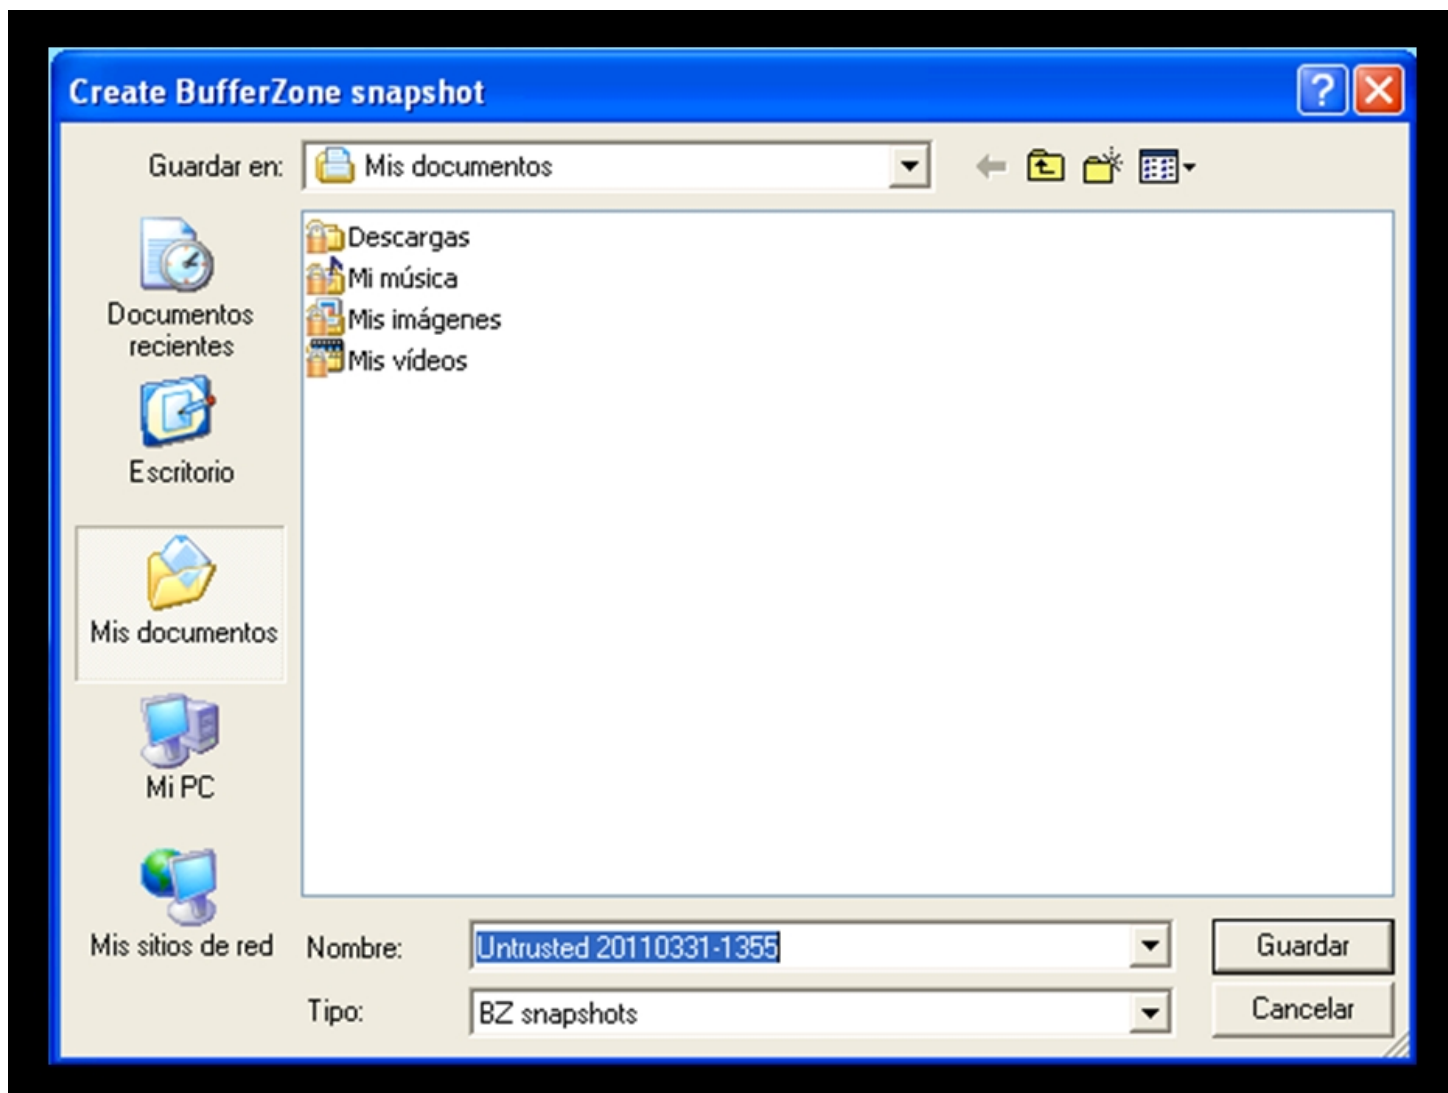 Create BufferZone snapshot
Guardar en:
Mis documentos
Descargas
Mi música
Mis imágenes
Mis vídeos
Documentos
recientes
Escritorio
Mis documentos
Mi PC
Mis sitios de red
Nombre:
Untrusted 20110331-1355
Guardar
Tipo:
BZ snapshots
Cancelar